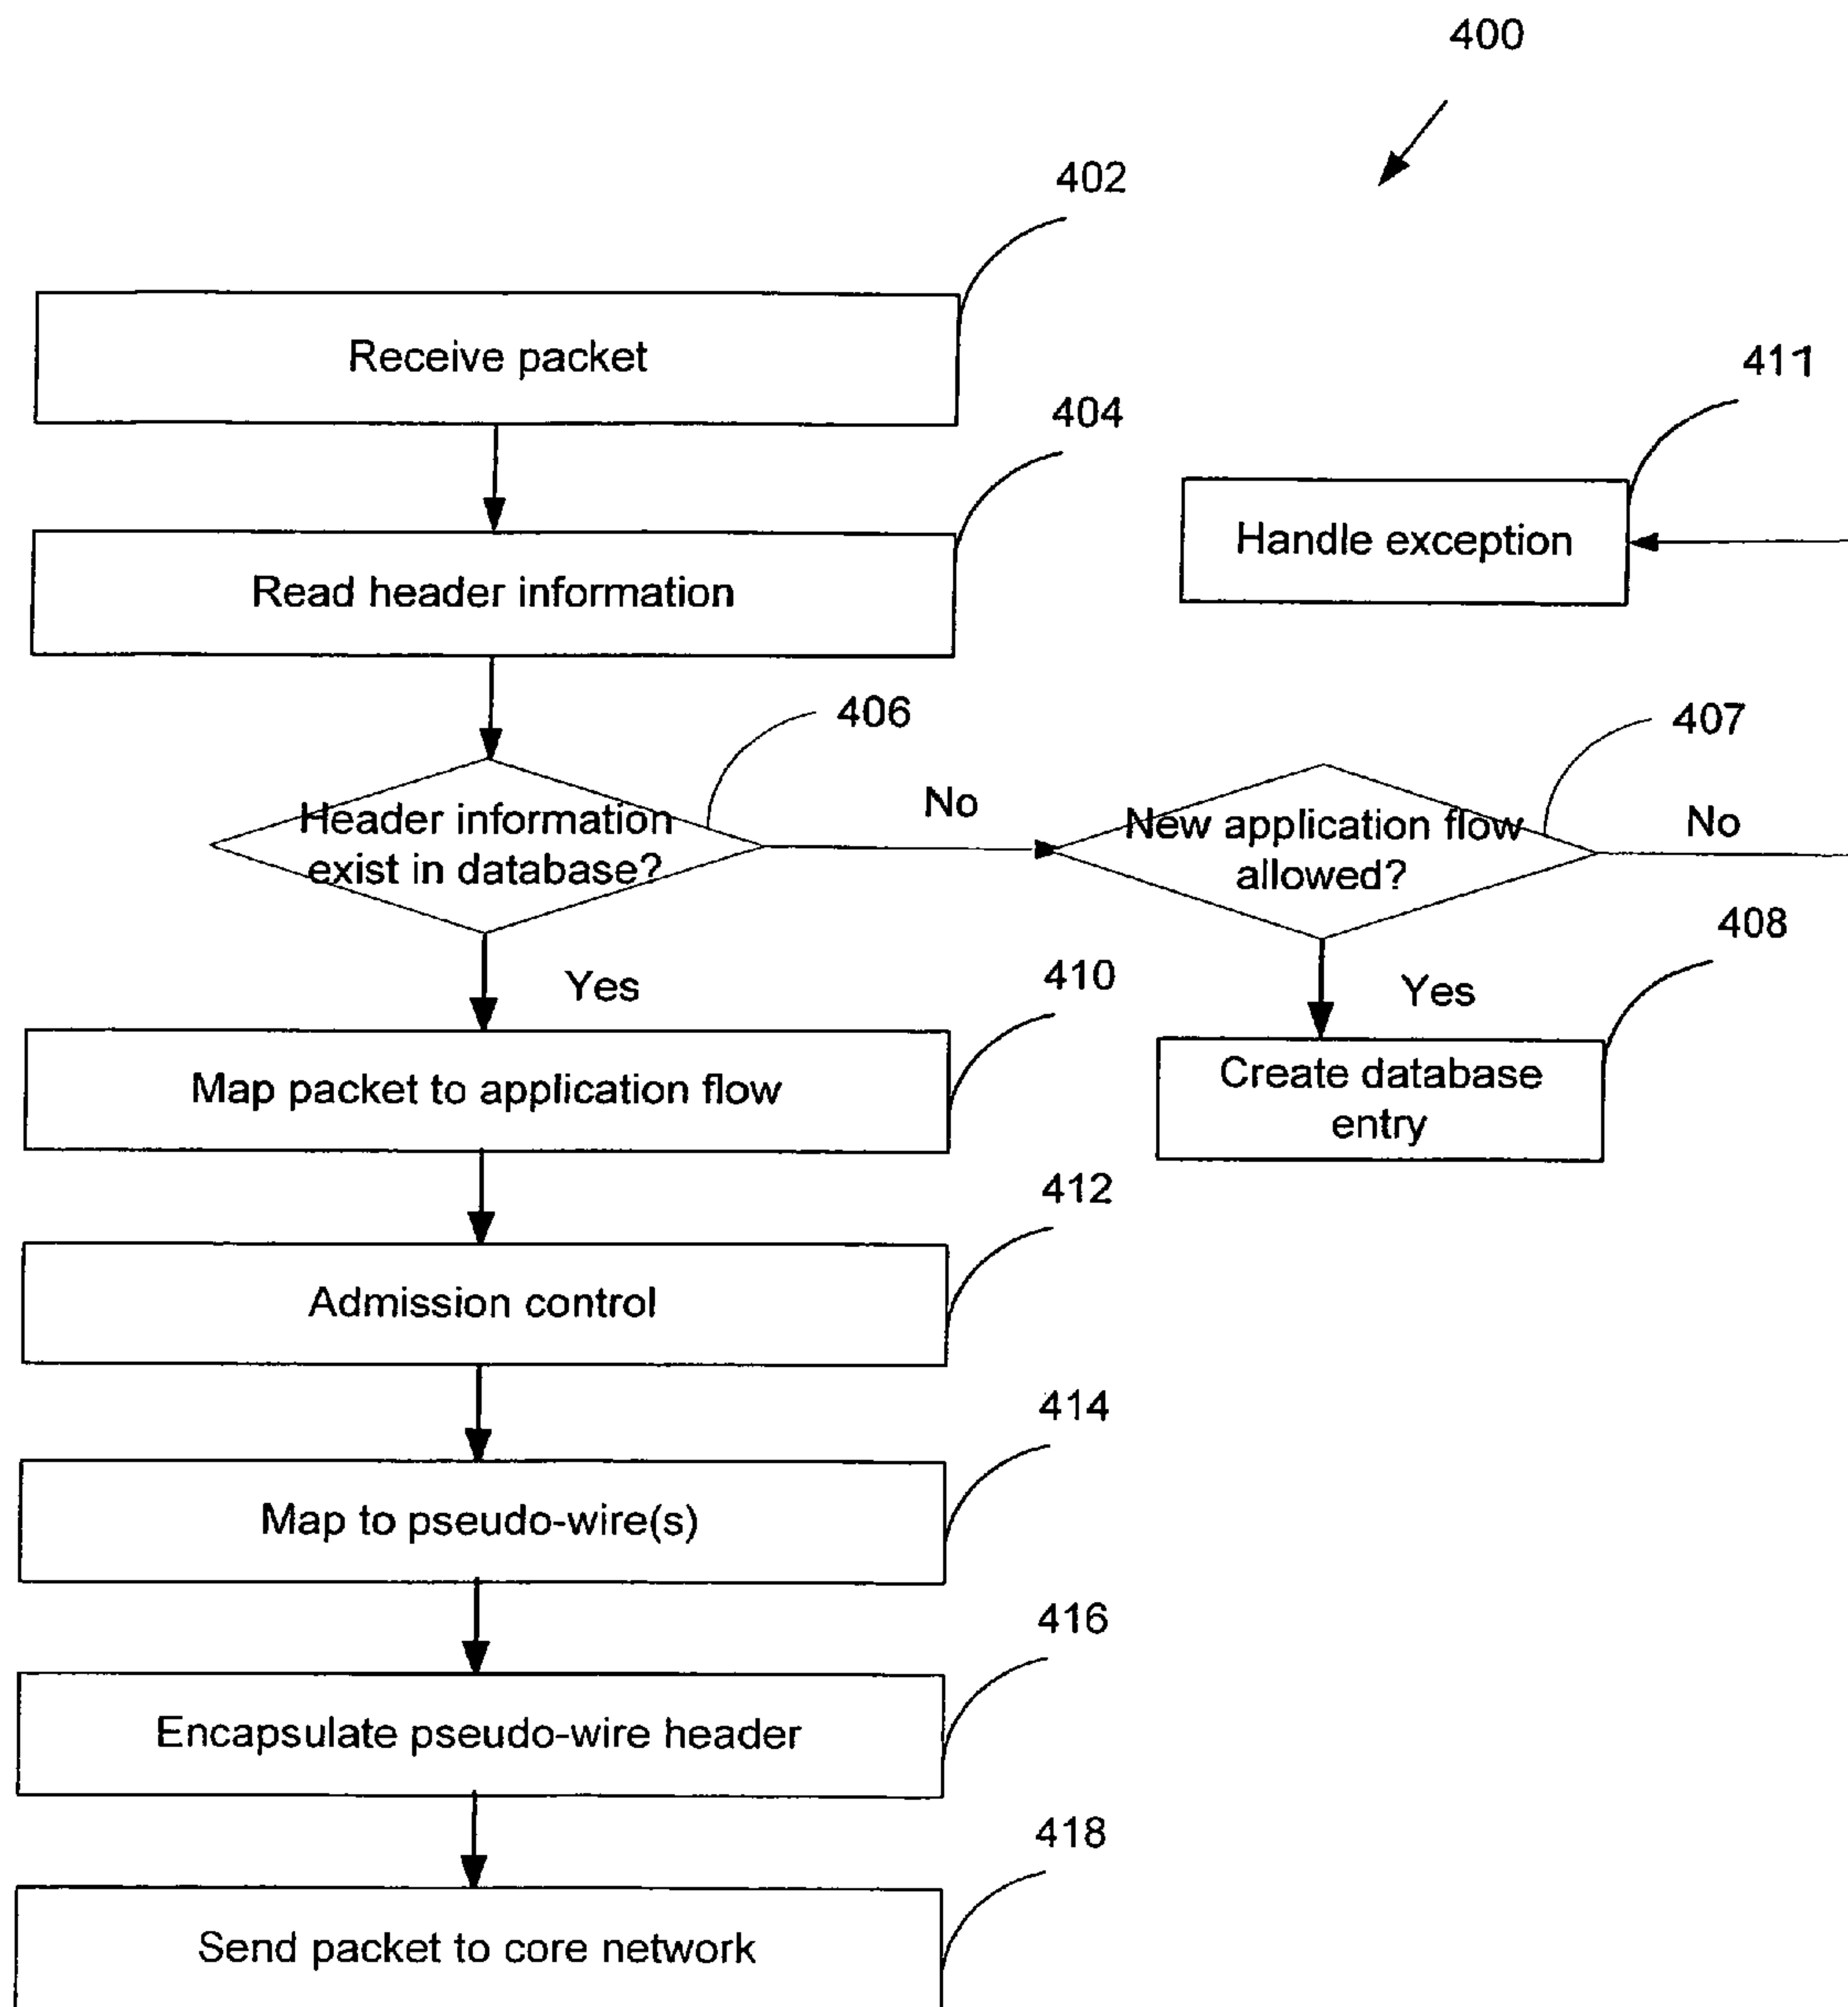 400
402
Receive packet
411
404
Handle exception
Read header information
406
407
Header information
exist in database?
No
New application flow
allowed?
No
408
410
Yes
Yes
Map packet to application flow
Create database
entry
412
Admission control
414
Map to pseudo-wire(s)
416
Encapsulate pseudo-wire header
418
Send packet to core network